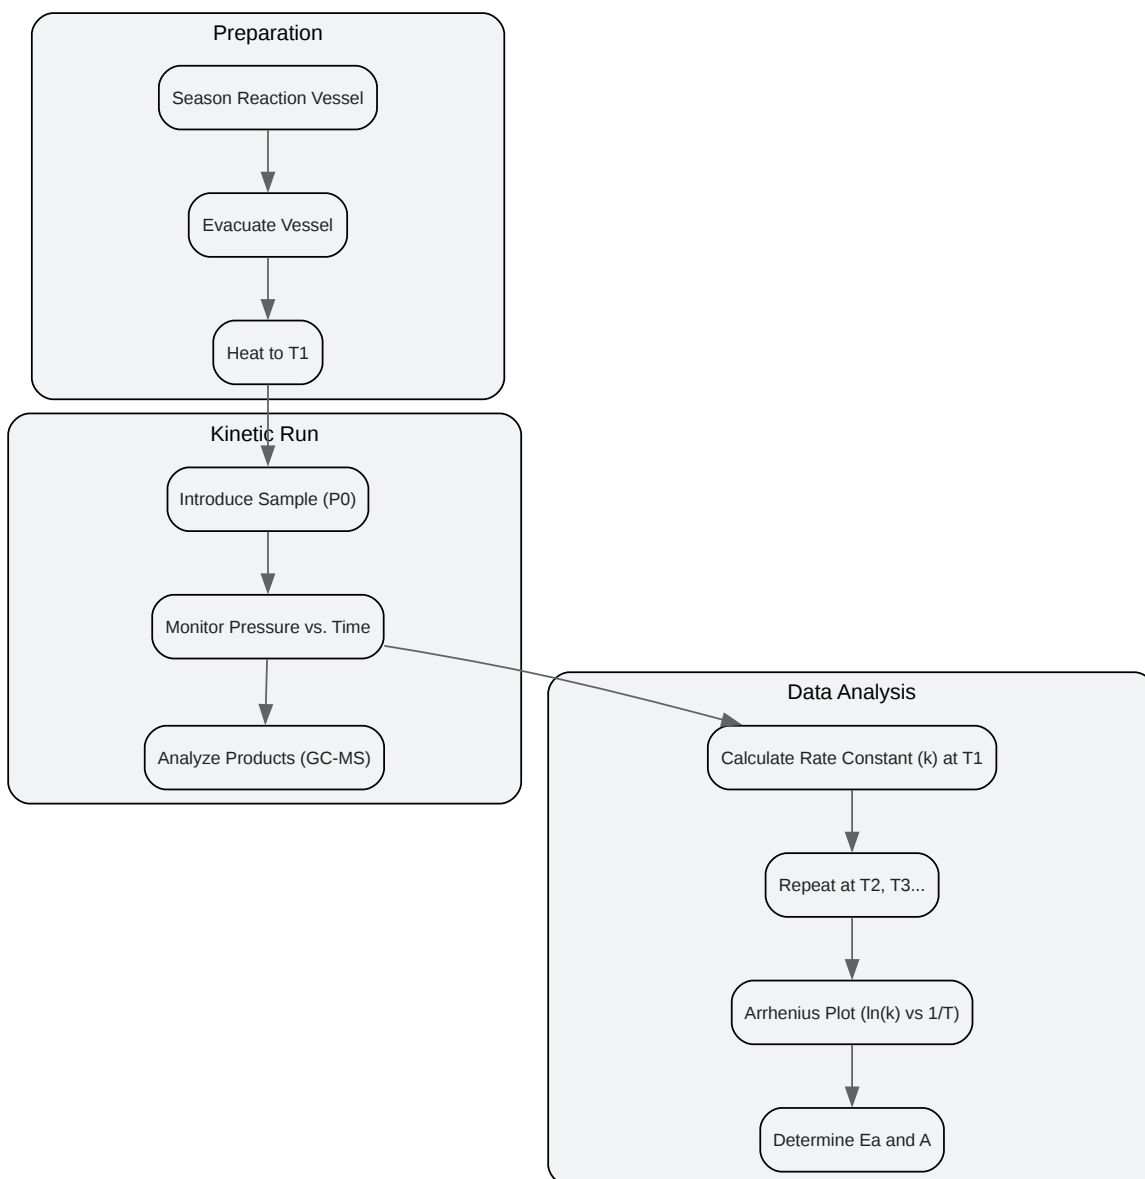 Preparation
Season Reaction Vessel
Evacuate Vessel
Heat to T1
Kinetic Run
Introduce Sample (P0)
Monitor Pressure vs. Time
Analyze Products (GC-MS)
Data Analysis
Calculate Rate Constant (k) at T1
Repeat at T2, T3...
Arrhenius Plot (ln(k) vs 1/T)
Determine Ea and A